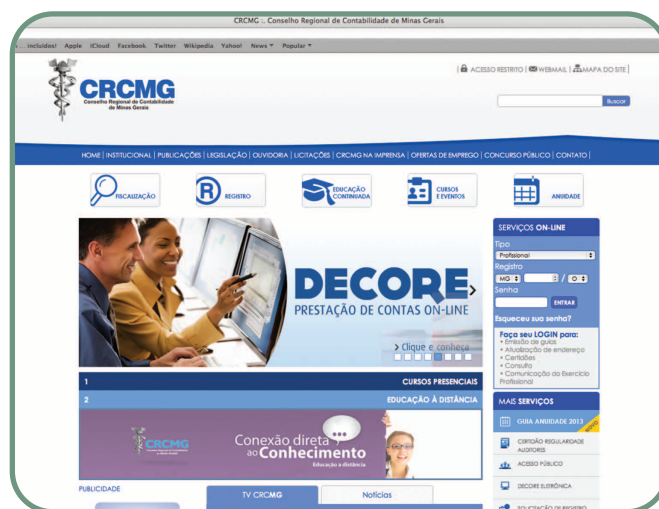 CRCMG :. Conselho Regional de Contabilidade de Minas Gerais
... incluídos! Apple iCloud Facebook Twitter Wikipedia Yahoo! News Popular
ACESSO RESTRITO | WEBMAIL | MAPA DO SITE |
CRCMG
Conselho Regional de Contabilidade
de Minas Gerais
Buscar
HOME | INSTITUCIONAL | PUBLICAÇÕES | LEGISLAÇÃO | OUVIDORIA | LICITAÇÕES | CRCMG NA IMPRENSA | OFERTAS DE EMPREGO | CONCURSO PÚBLICO | CONTATO |
FISCALIZAÇÃO
R REGISTRO
EDUCAÇÃO
CONTINUADA
CURSOS
E EVENTOS
ANUIDADE
DECORE
PRESTAÇÃO DE CONTAS ON-LINE
> Clique e conheça
SERVIÇOS ON-LINE
Tipo
Profissional
Registro
MG / O
Senha
ENTRAR
Esqueceu sua senha?
Faça seu LOGIN para:
• Emissão de guias
• Atualização de endereço
• Certidões
• Consulta
• Comunicação do Exercício
Profissional
1 CURSOS PRESENCIAIS
2 EDUCAÇÃO À DISTÂNCIA
CRCMG
Conexão direta
ao Conhecimento
Educação a distância
MAIS SERVIÇOS
GUIA ANUIDADE 2013
NOVO
CERTIDÃO REGULARIDADE
AUDITORES
ACESSO PÚBLICO
DECORE ELETRÔNICA
SOLICITAÇÃO DE REGISTRO
PUBLICIDADE
TV CRCMG
Notícias